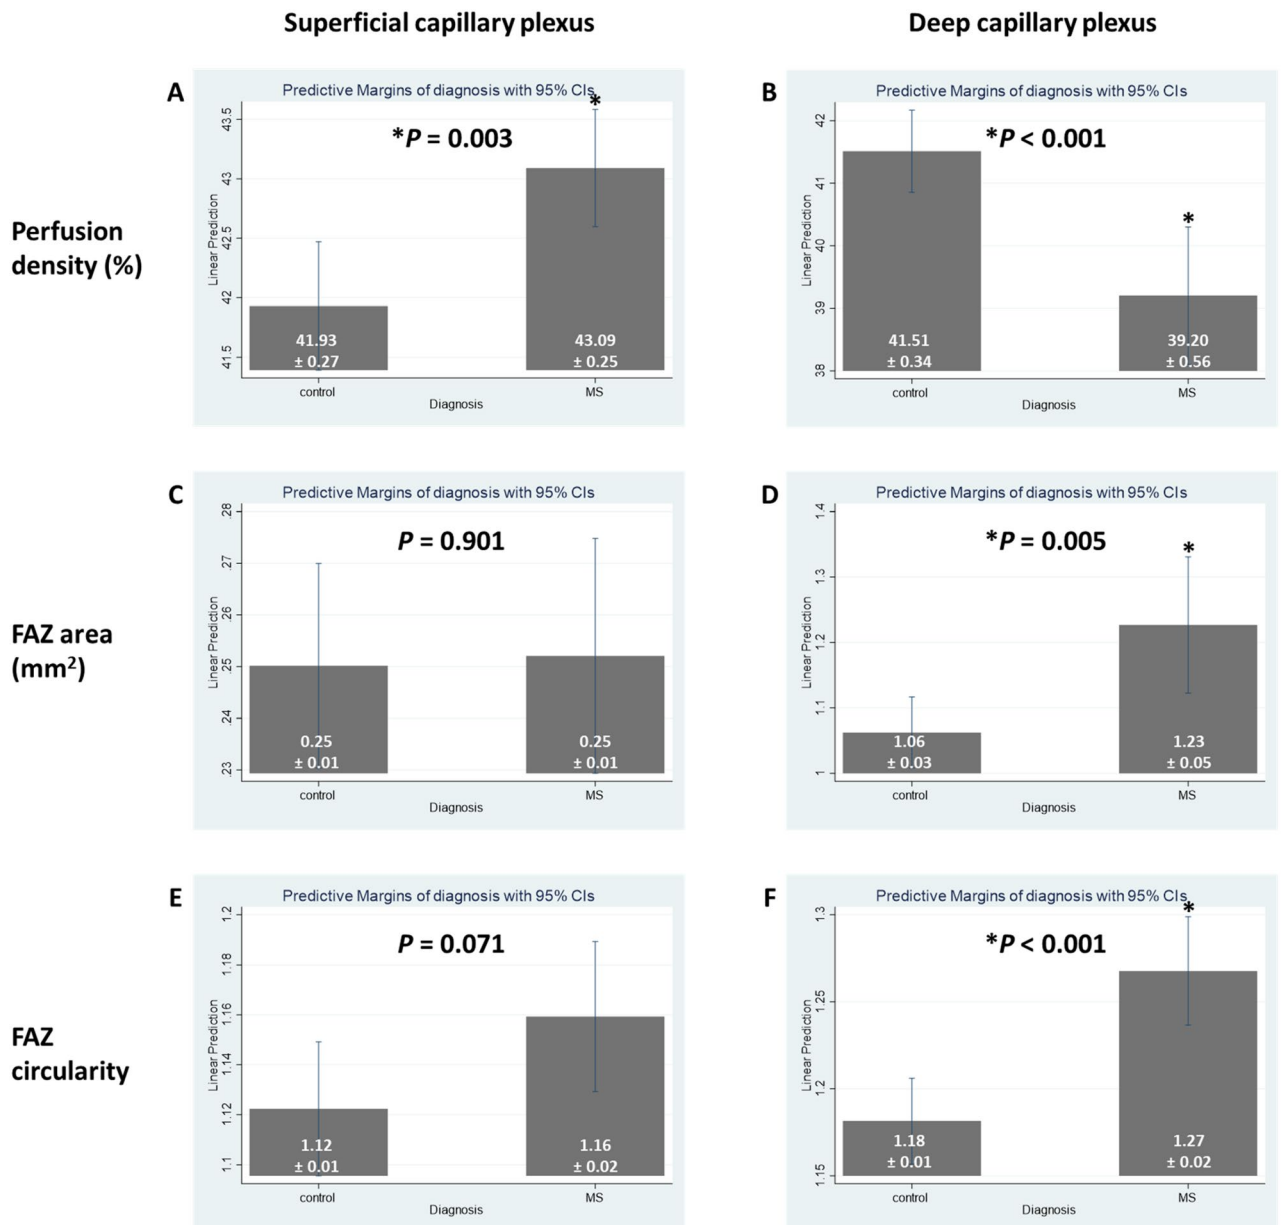 Superficial capillary plexus
Deep capillary plexus
Perfusion
density (%)
A
Predictive Margins of diagnosis with 95% CIs
*
*P = 0.003
Linear Prediction
43.5
43
42.5
42
41.5
41.93
± 0.27
43.09
± 0.25
control
MS
Diagnosis
B
Predictive Margins of diagnosis with 95% CIs
*P < 0.001
*
Linear Prediction
42
41
40
39
38
41.51
± 0.34
39.20
± 0.56
control
MS
Diagnosis
FAZ area
(mm²)
C
Predictive Margins of diagnosis with 95% CIs
P = 0.901
Linear Prediction
.28
.27
.26
.25
.24
.23
0.25
± 0.01
0.25
± 0.01
control
MS
Diagnosis
D
Predictive Margins of diagnosis with 95% CIs
*P = 0.005
*
Linear Prediction
1.4
1.3
1.2
1.1
1
1.06
± 0.03
1.23
± 0.05
control
MS
Diagnosis
FAZ
circularity
E
Predictive Margins of diagnosis with 95% CIs
P = 0.071
Linear Prediction
1.2
1.18
1.16
1.14
1.12
1.1
1.12
± 0.01
1.16
± 0.02
control
MS
Diagnosis
F
Predictive Margins of diagnosis with 95% CIs
*
*P < 0.001
Linear Prediction
1.3
1.25
1.2
1.15
1.18
± 0.01
1.27
± 0.02
control
MS
Diagnosis